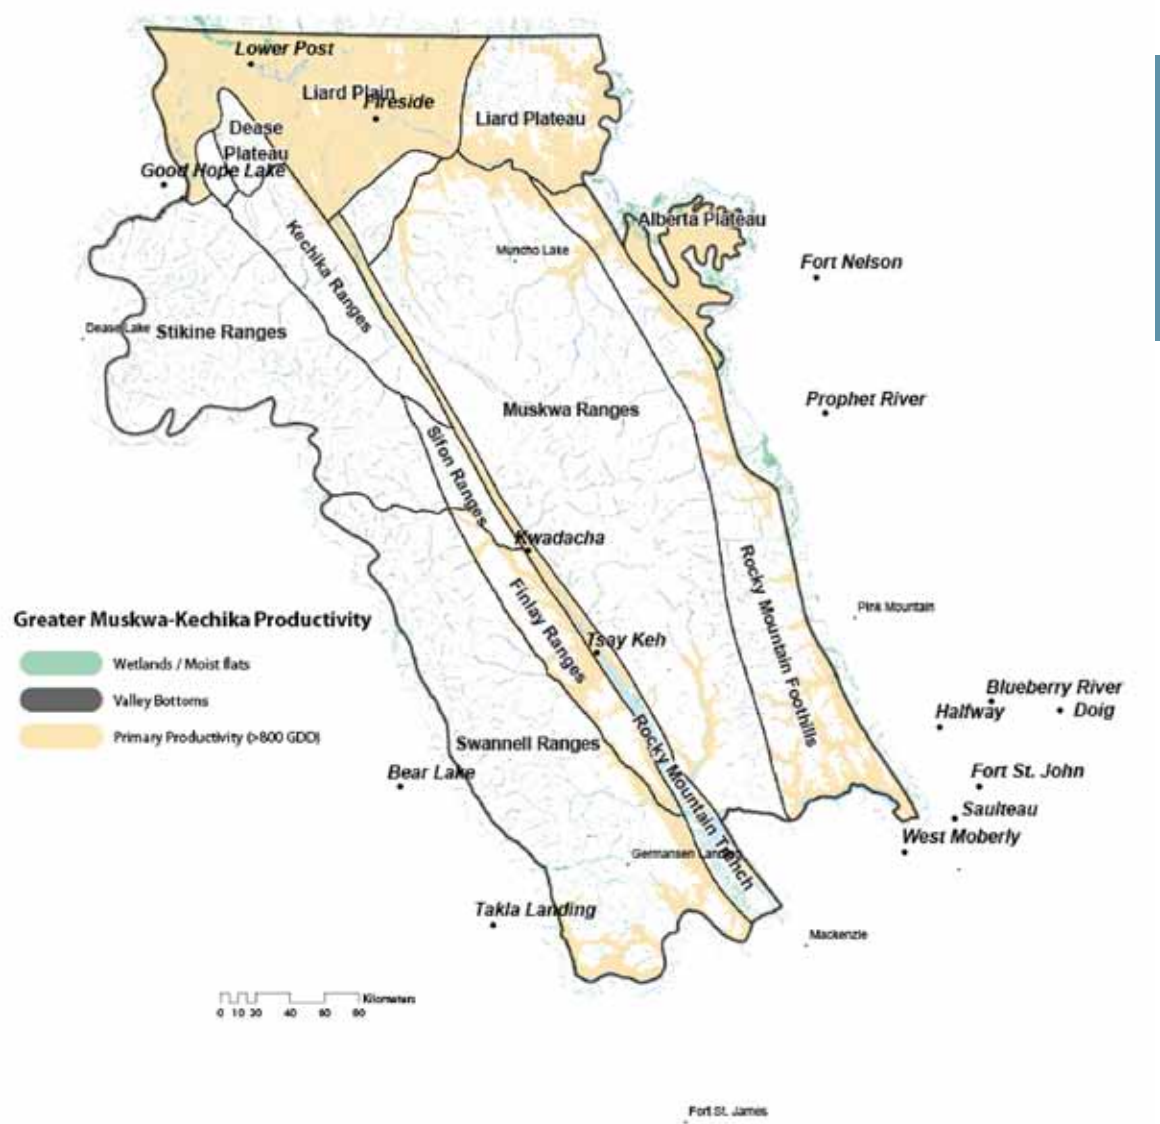 Lower Post
Liard Plain
Fireside
Liard Plateau
Dease
Plateau
Good Hope Lake
Alberta Plateau
Kechika Ranges
Muncho Lake
Fort Nelson
Dease Lake
Stikine Ranges
Muskwa Ranges
Prophet River
Sifon Ranges
Kwadacha
Rocky Mountain Foothills
Finlay Ranges
Pink Mountain
Greater Muskwa-Kechika Productivity
Tsay Keh
Wetlands / Moist flats
Valley Bottoms
Primary Productivity (>800 GDD)
Blueberry River
Halfway
Doig
Rocky Mountain Trench
Swannell Ranges
Bear Lake
Fort St. John
Saulteau
West Moberly
Germansen Landing
Takla Landing
Mackenzie
Kilometers
0 10 20 40 60 80
Fort St. James